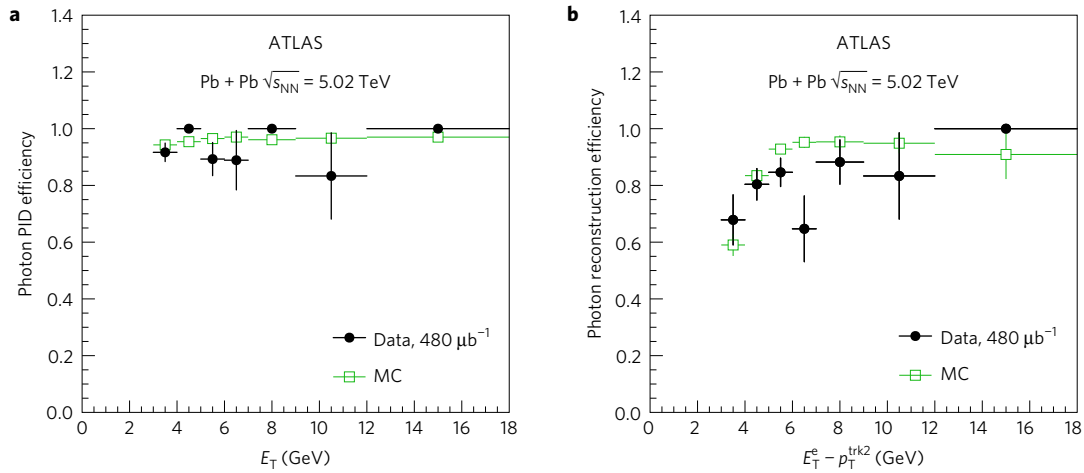 a
ATLAS
Pb + Pb √sNN = 5.02 TeV
Photon PID efficiency
1.4
1.2
1.0
0.8
0.6
0.4
0.2
0.0
Data, 480 μb⁻¹
MC
0 2 4 6 8 10 12 14 16 18
E_T (GeV)
b
ATLAS
Pb + Pb √sNN = 5.02 TeV
Photon reconstruction efficiency
1.4
1.2
1.0
0.8
0.6
0.4
0.2
0.0
Data, 480 μb⁻¹
MC
0 2 4 6 8 10 12 14 16 18
E_T^e – p_T^trk2 (GeV)